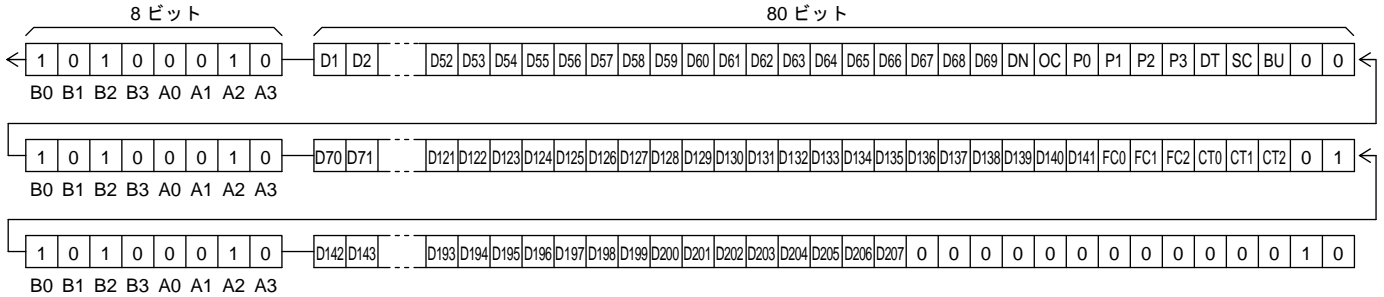 8 ビット 80 ビット
1 0 1 0 0 0 1 0 D1 D2 D52 D53 D54 D55 D56 D57 D58 D59 D60 D61 D62 D63 D64 D65 D66 D67 D68 D69 DN OC P0 P1 P2 P3 DT SC BU 0 0
B0 B1 B2 B3 A0 A1 A2 A3
1 0 1 0 0 0 1 0 D70 D71 D121 D122 D123 D124 D125 D126 D127 D128 D129 D130 D131 D132 D133 D134 D135 D136 D137 D138 D139 D140 D141 FC0 FC1 FC2 CT0 CT1 CT2 0 1
B0 B1 B2 B3 A0 A1 A2 A3
1 0 1 0 0 0 1 0 D142 D143 D193 D194 D195 D196 D197 D198 D199 D200 D201 D202 D203 D204 D205 D206 D207 0 0 0 0 0 0 0 0 0 0 0 0 1 0
B0 B1 B2 B3 A0 A1 A2 A3